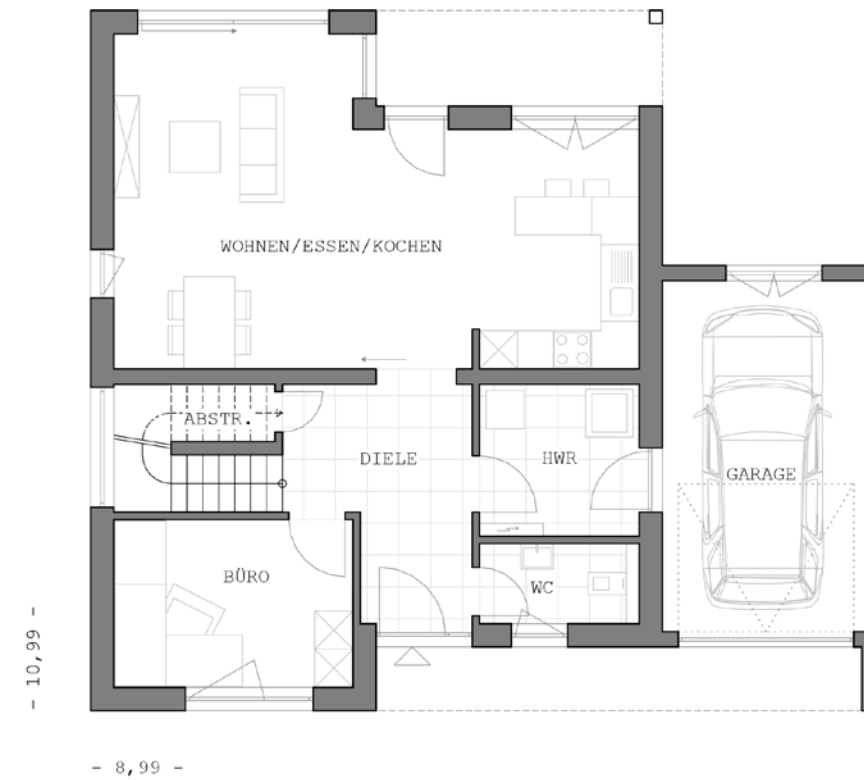 WOHNEN/ESSEN/KOCHEN
ABSTR.
DIELE
HWR
GARAGE
BÜRO
WC
- 10,99 -
- 8,99 -